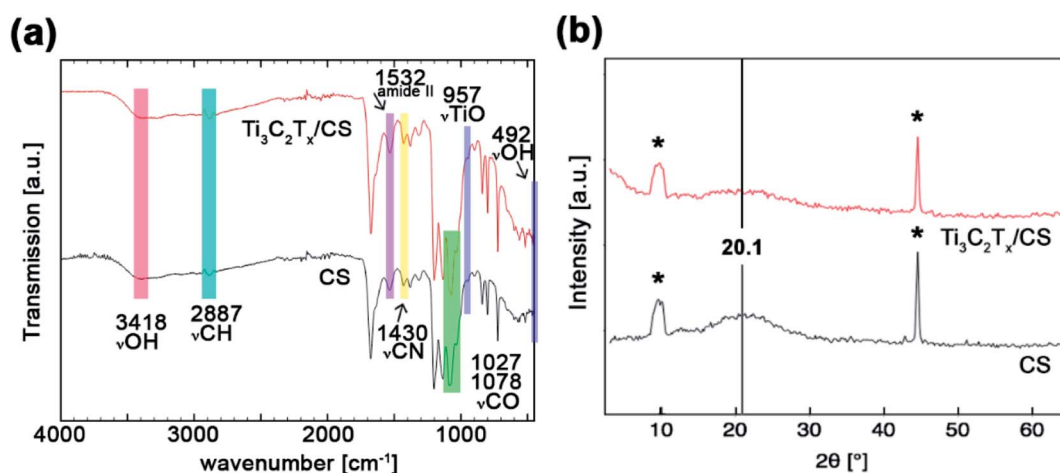 (a)
1532
amide II
957
νTiO
492
νOH
Ti₃C₂Tₓ/CS
CS
3418
νOH
2887
νCH
1430
νCN
1027
1078
νCO
Transmission [a.u.]
4000 3000 2000 1000
wavenumber [cm⁻¹]
(b)
*
*
Ti₃C₂Tₓ/CS
20.1
*
*
CS
Intensity [a.u.]
10 20 30 40 50 60
2θ [°]